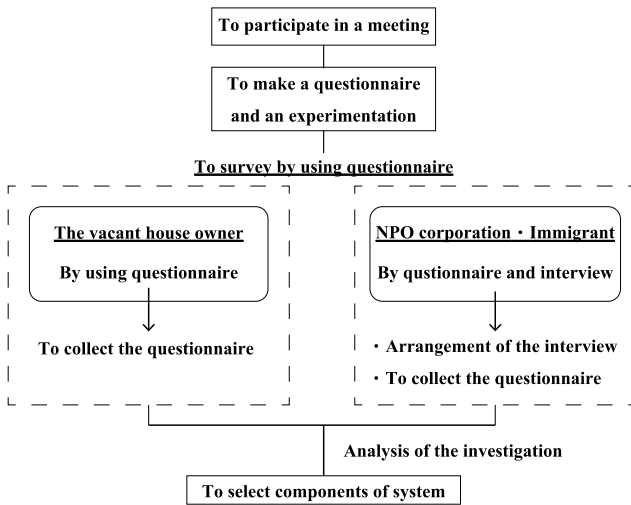 To participate in a meeting
To make a questionnaire
and an experimentation
To survey by using questionnaire
The vacant house owner
By using questionnaire
To collect the questionnaire
NPO corporation・Immigrant
By qustionnaire and interview
・Arrangement of the interview
・To collect the questionnaire
Analysis of the investigation
To select components of system